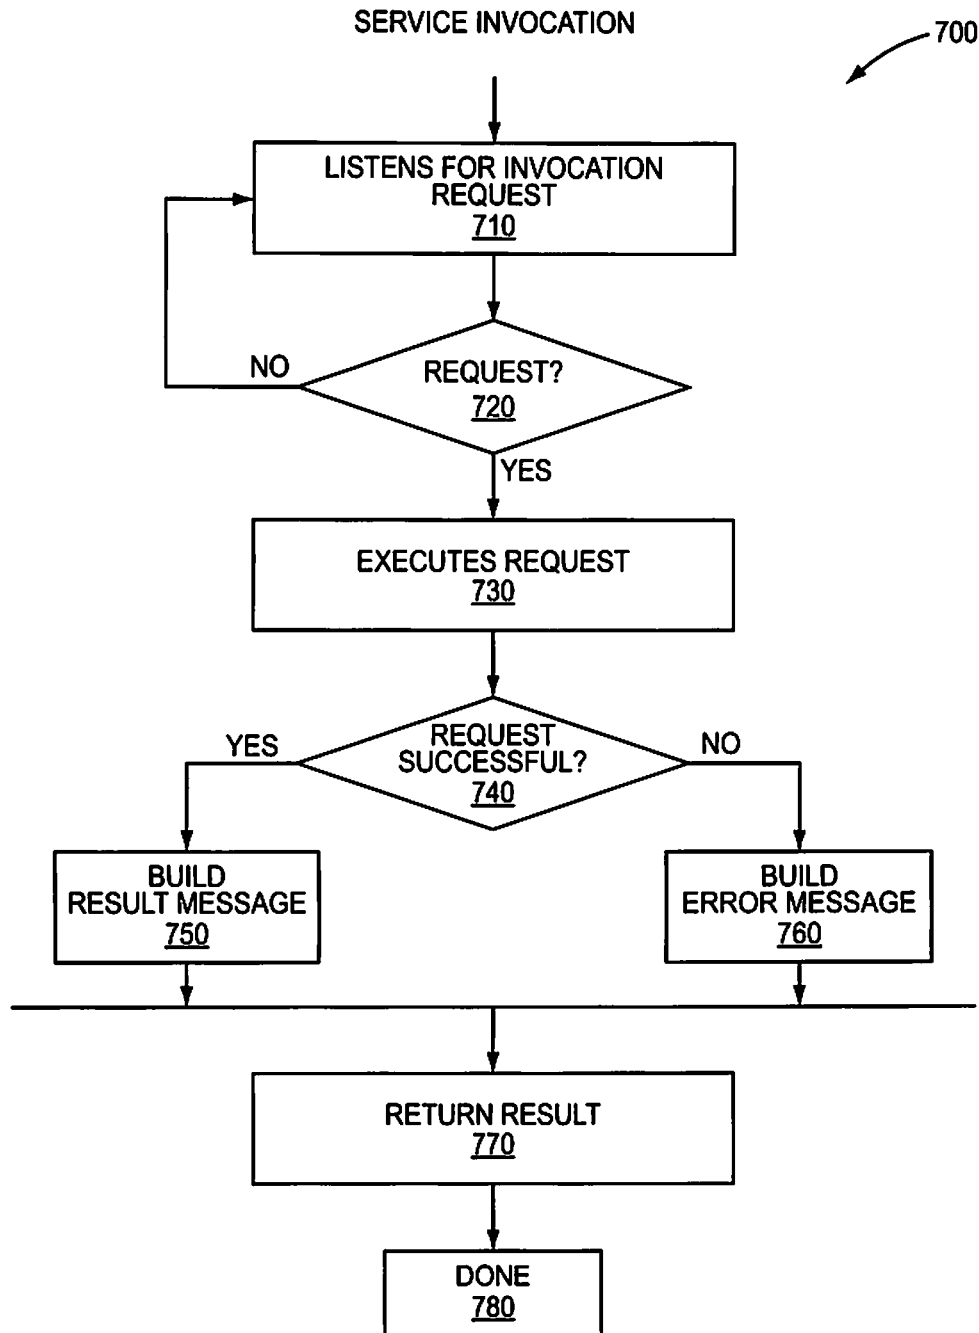 SERVICE INVOCATION
700
LISTENS FOR INVOCATION
REQUEST
710
REQUEST?
720
NO
YES
EXECUTES REQUEST
730
REQUEST
SUCCESSFUL?
740
YES
NO
BUILD
RESULT MESSAGE
750
BUILD
ERROR MESSAGE
760
RETURN RESULT
770
DONE
780